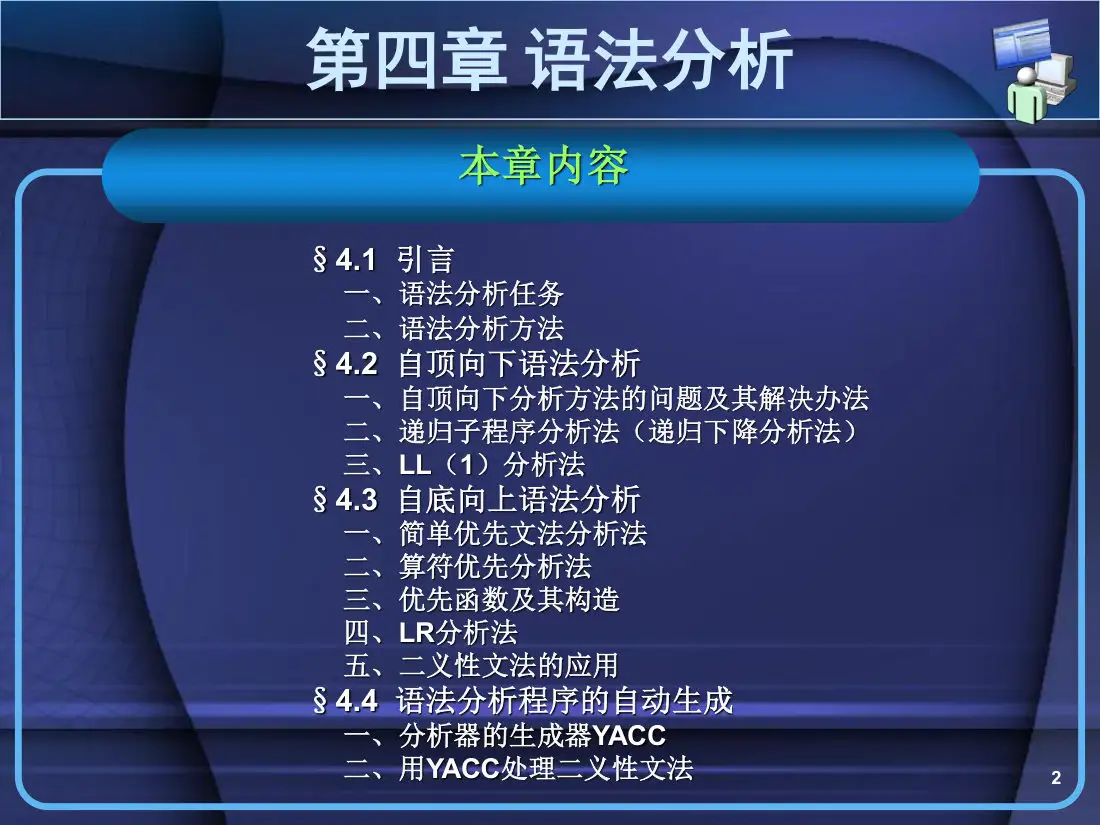 第四章 语法分析
本章内容
§4.1 引言
一、语法分析任务
二、语法分析方法
§4.2 自顶向下语法分析
一、自顶向下分析方法的问题及其解决办法
二、递归子程序分析法（递归下降分析法）
三、LL（1）分析法
§4.3 自底向上语法分析
一、简单优先文法分析法
二、算符优先分析法
三、优先函数及其构造
四、LR分析法
五、二义性文法的应用
§4.4 语法分析程序的自动生成
一、分析器的生成器YACC
二、用YACC处理二义性文法
2